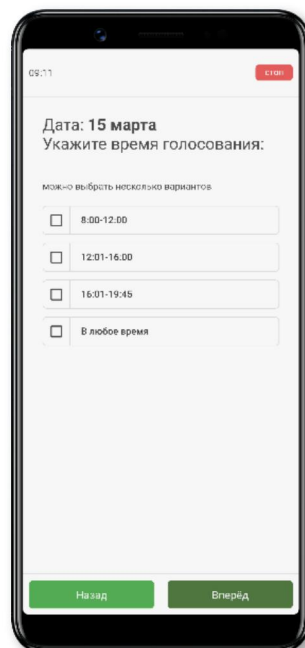 09:11
стоп
Дата: 15 марта
Укажите время голосования:
можно выбрать несколько вариантов
8:00-12:00
12:01-16:00
16:01-19:45
В любое время
Назад
Вперёд